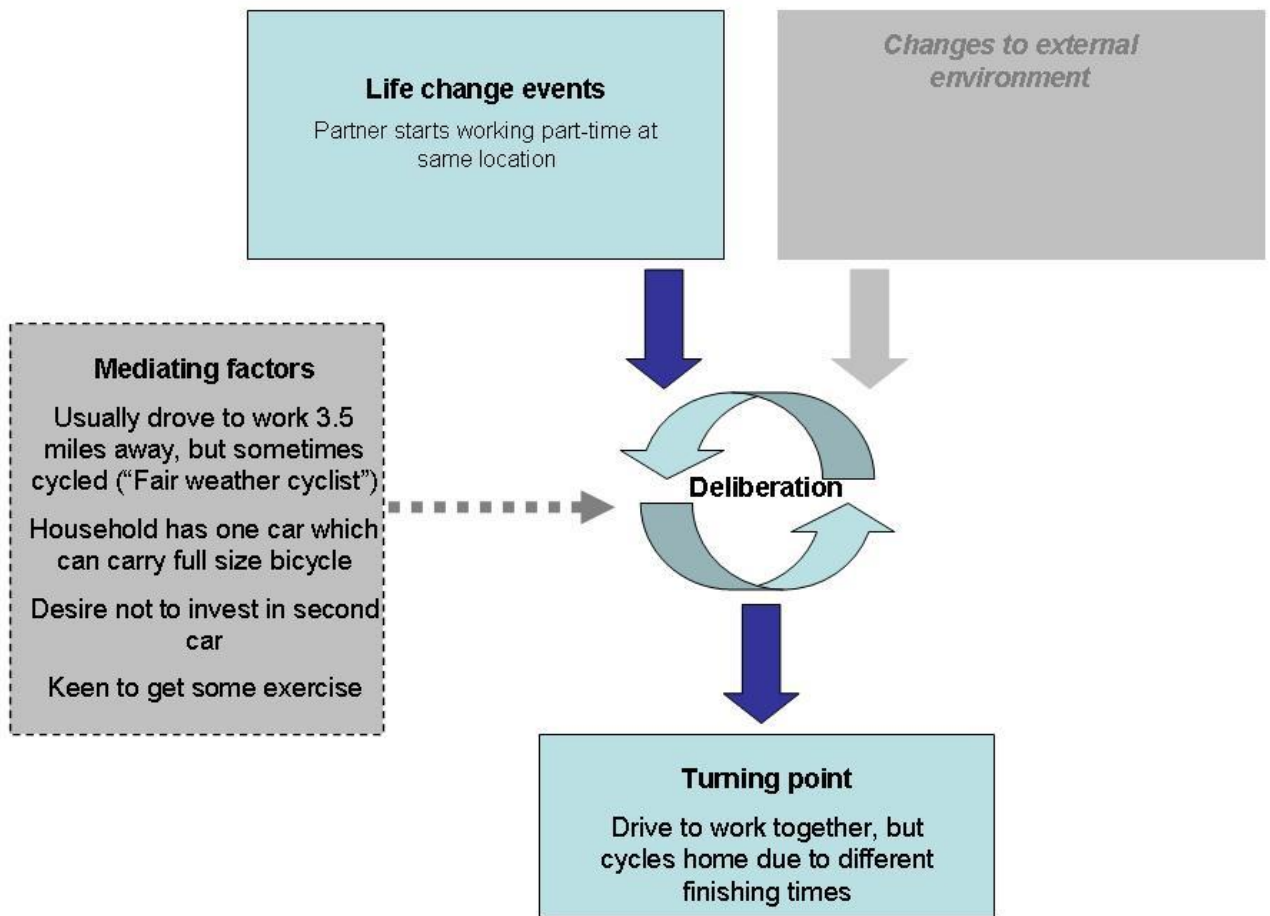 Life change events
Partner starts working part-time at
same location
Changes to external
environment
Mediating factors
Usually drove to work 3.5
miles away, but sometimes
cycled (“Fair weather cyclist”)
Household has one car which
can carry full size bicycle
Desire not to invest in second
car
Keen to get some exercise
Deliberation
Turning point
Drive to work together, but
cycles home due to different
finishing times